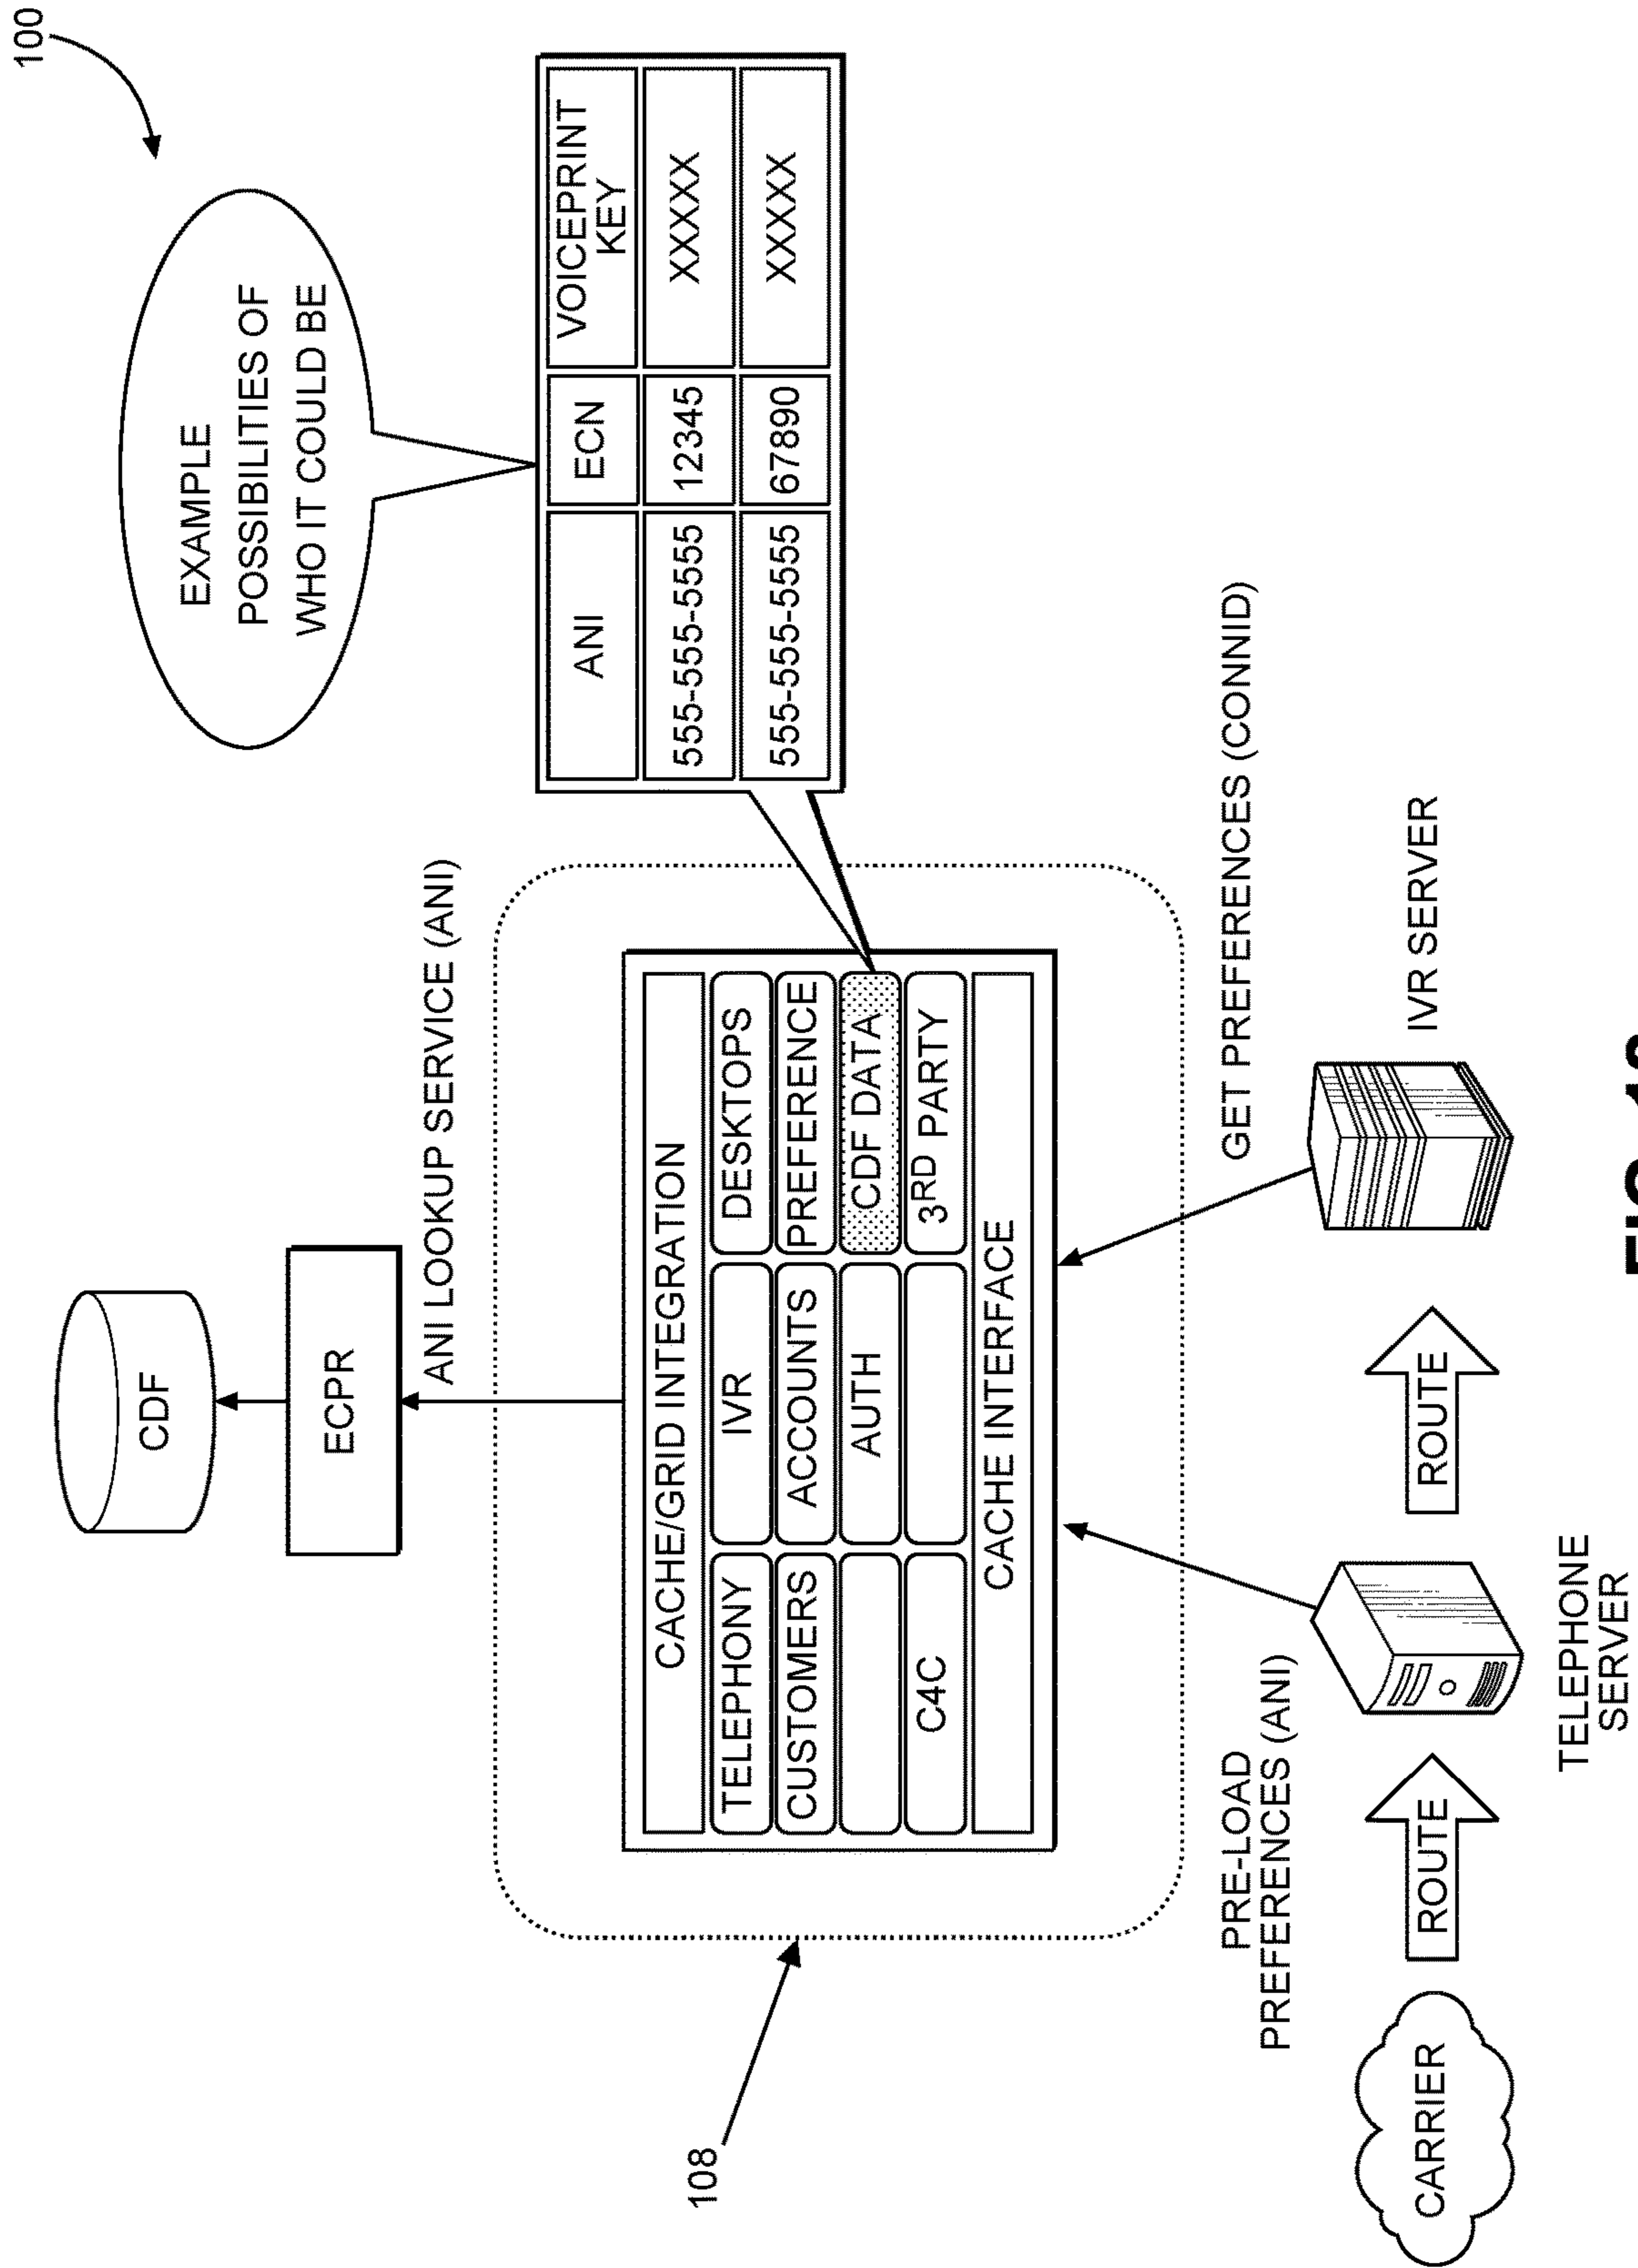 100
EXAMPLE
POSSIBILITIES OF
WHO IT COULD BE
CDF
ECPR
ANI LOOKUP SERVICE (ANI)
ANI
ECN
VOICEPRINT
KEY
555-555-5555
12345
XXXXX
555-555-5555
67890
XXXXX
108
CACHE/GRID INTEGRATION
TELEPHONY
IVR
DESKTOPS
CUSTOMERS
ACCOUNTS
PREFERENCE
AUTH
CDF DATA
C4C
3RD PARTY
CACHE INTERFACE
PRE-LOAD
PREFERENCES (ANI)
GET PREFERENCES (CONNID)
CARRIER
ROUTE
ROUTE
IVR SERVER
TELEPHONE
SERVER